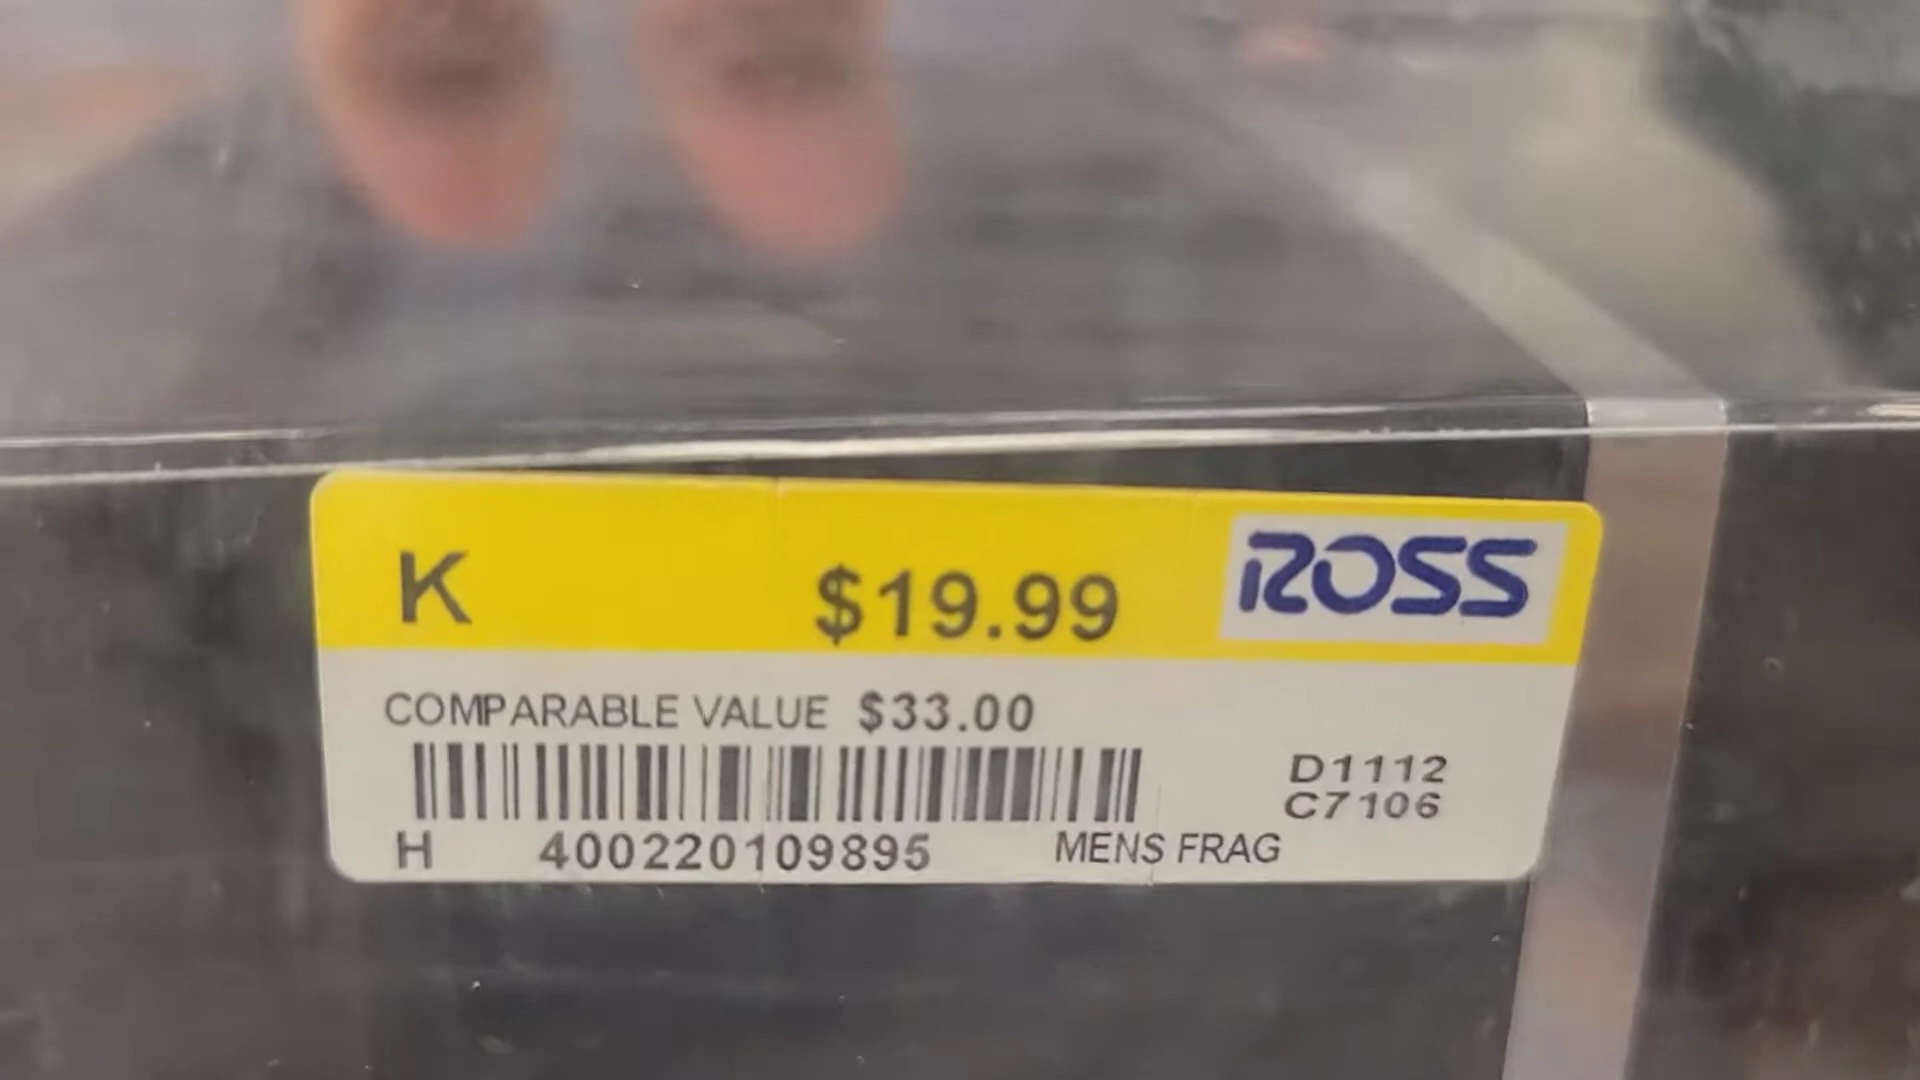 K $19.99 ROSS
COMPARABLE VALUE $33.00
D1112
C7106
H 400220109895 MENS FRAG